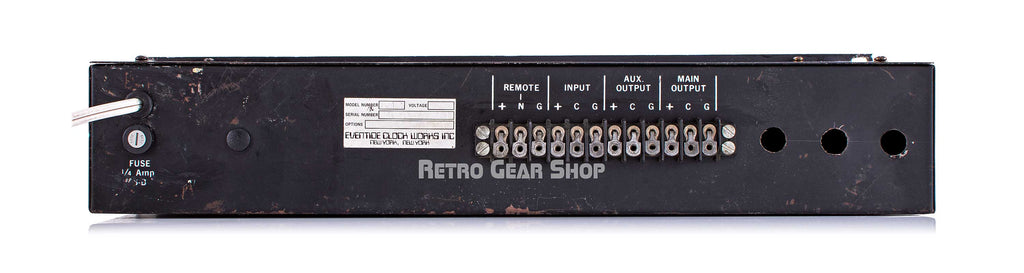 REMOTE INPUT AUX. OUTPUT MAIN OUTPUT
+ N G + C G + C G + C G
MODEL NUMBER VOLTAGE
SERIAL NUMBER
OPTIONS
EVENTIDE CLOCK WORKS INC
NEW YORK, NEW YORK
FUSE
1/4 Amp
RETRO GEAR SHOP